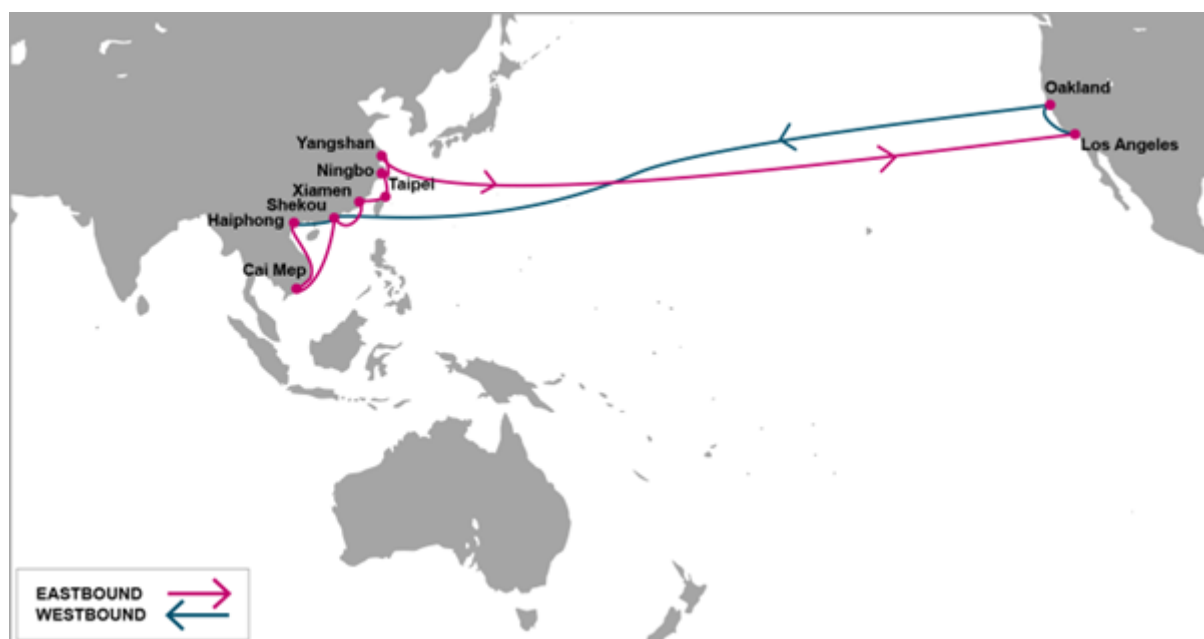 Oakland
Los Angeles
Yangshan
Ningbo
Taipei
Xiamen
Shekou
Haiphong
Cai Mep
EASTBOUND
WESTBOUND